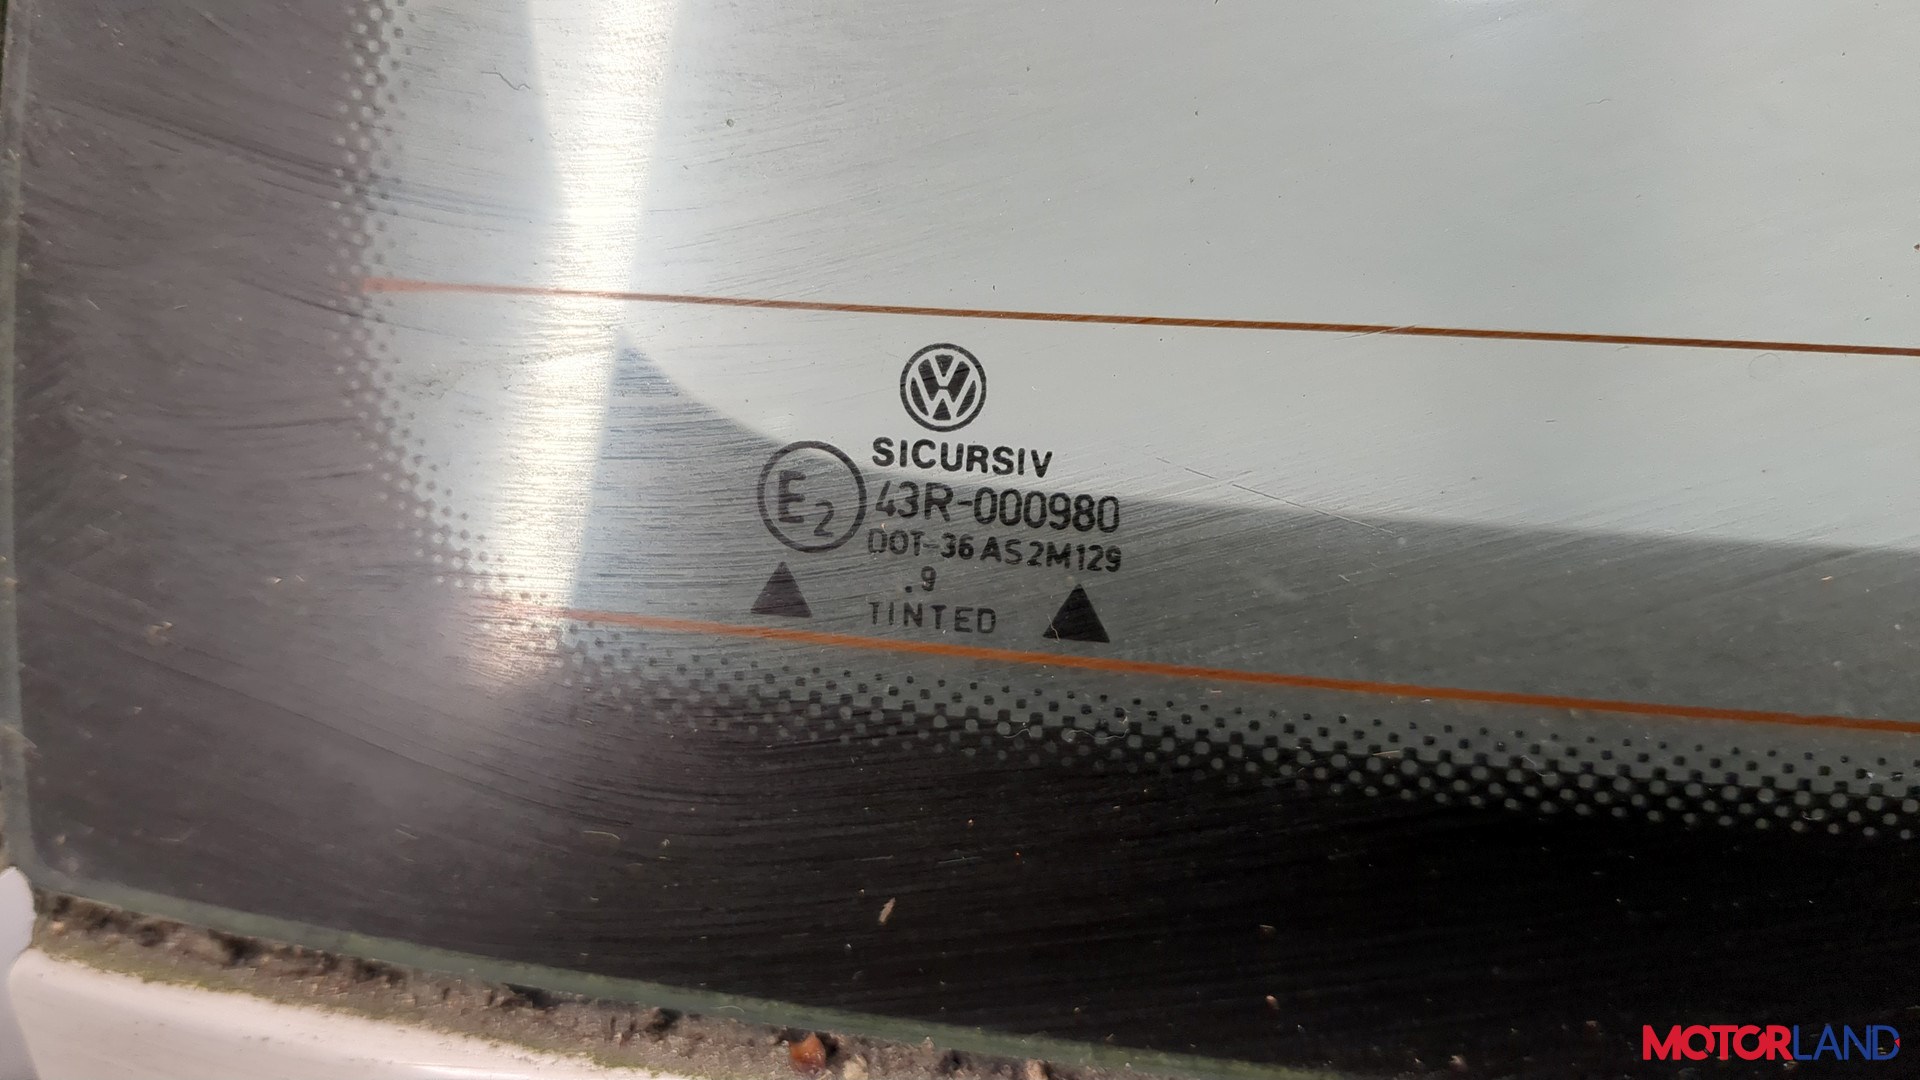 SICURSIV
E2 43R-000980
DOT-36 AS2M129
.9
TINTED
MOTORLAND